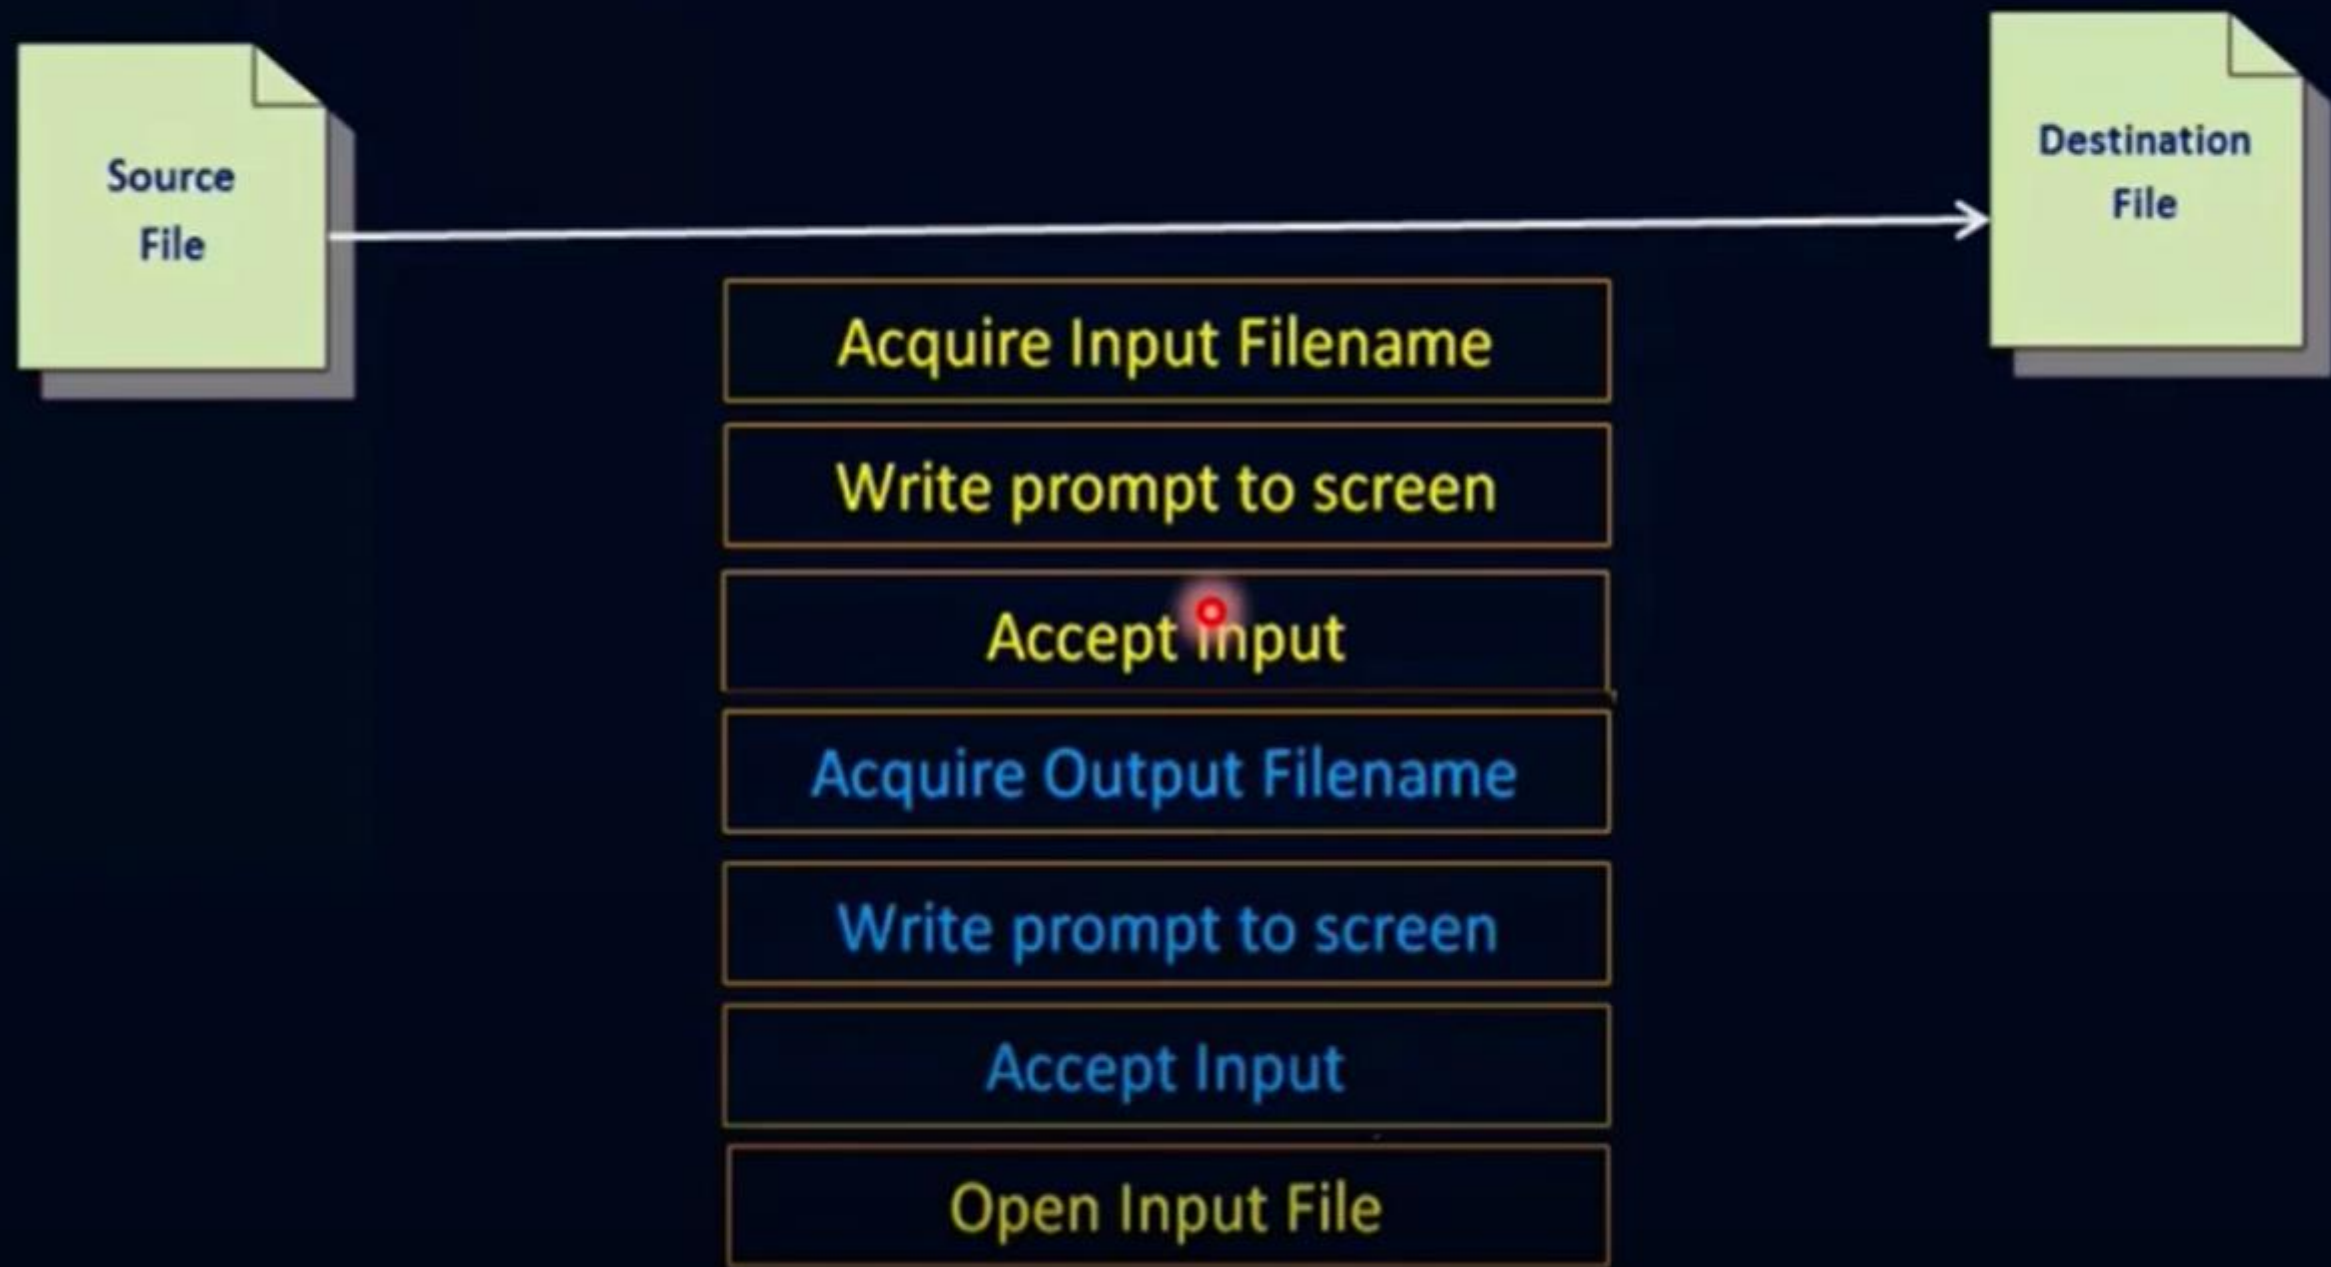 Source
File
Destination
File
Acquire Input Filename
Write prompt to screen
Accept Input
Acquire Output Filename
Write prompt to screen
Accept Input
Open Input File